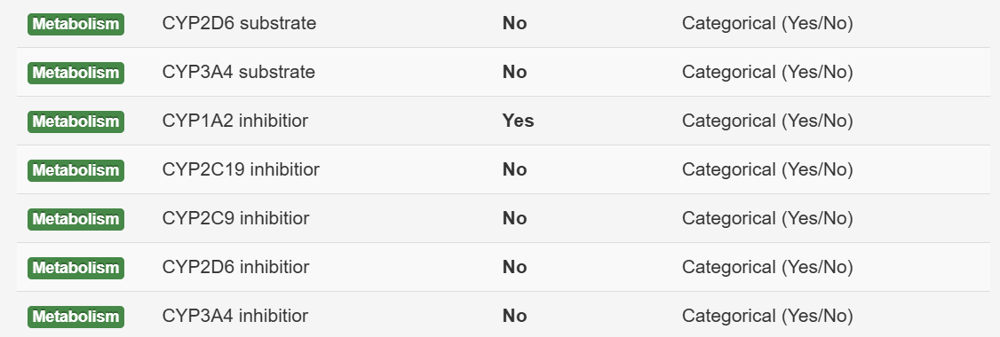 Metabolism CYP2D6 substrate No Categorical (Yes/No)
Metabolism CYP3A4 substrate No Categorical (Yes/No)
Metabolism CYP1A2 inhibitior Yes Categorical (Yes/No)
Metabolism CYP2C19 inhibitior No Categorical (Yes/No)
Metabolism CYP2C9 inhibitior No Categorical (Yes/No)
Metabolism CYP2D6 inhibitior No Categorical (Yes/No)
Metabolism CYP3A4 inhibitior No Categorical (Yes/No)